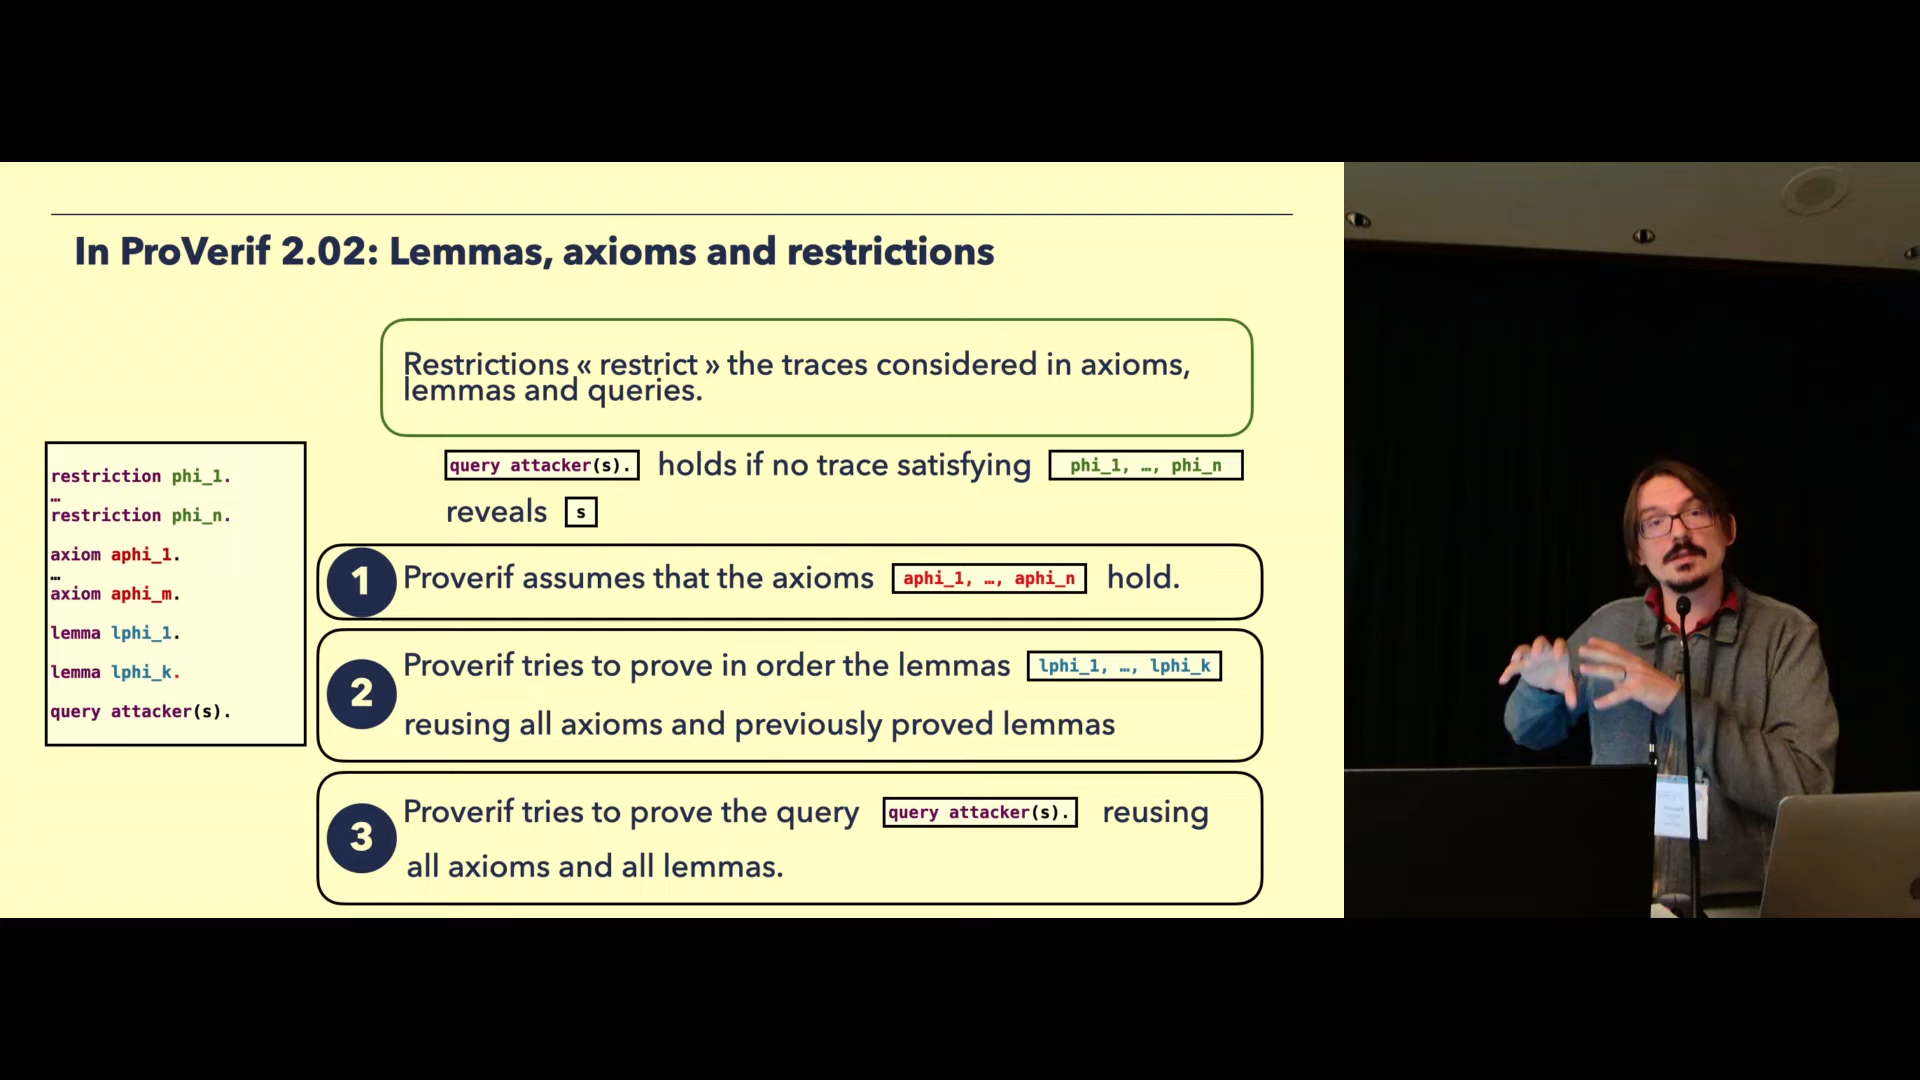 In ProVerif 2.02: Lemmas, axioms and restrictions
Restrictions « restrict » the traces considered in axioms,
lemmas and queries.
query attacker(s). holds if no trace satisfying phi_1, …, phi_n
reveals s
restriction phi_1.
…
restriction phi_n.
axiom aphi_1.
…
axiom aphi_m.
lemma lphi_1.
lemma lphi_k.
query attacker(s).
1 Proverif assumes that the axioms aphi_1, …, aphi_n hold.
2 Proverif tries to prove in order the lemmas lphi_1, …, lphi_k
reusing all axioms and previously proved lemmas
3 Proverif tries to prove the query query attacker(s). reusing
all axioms and all lemmas.